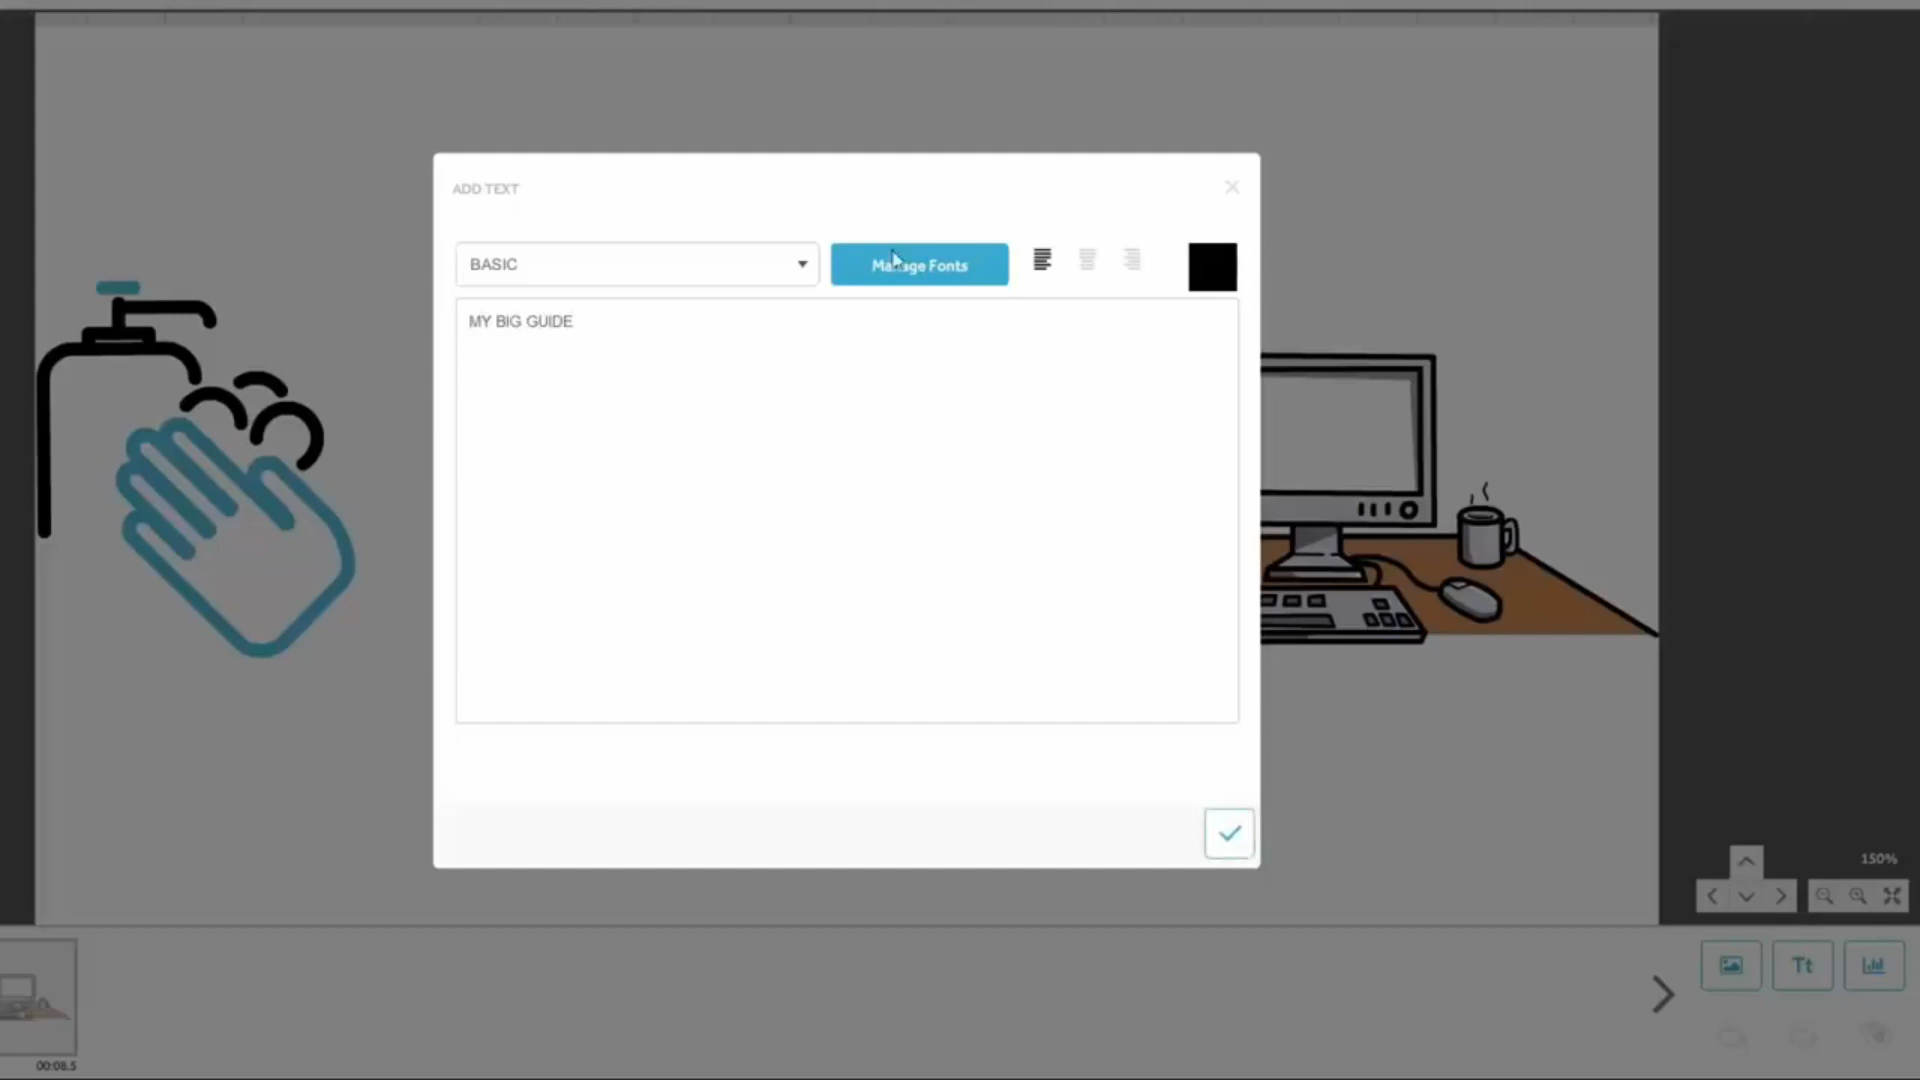 ADD TEXT
BASIC
Manage Fonts
MY BIG GUIDE
150%
Tt
00:08.5